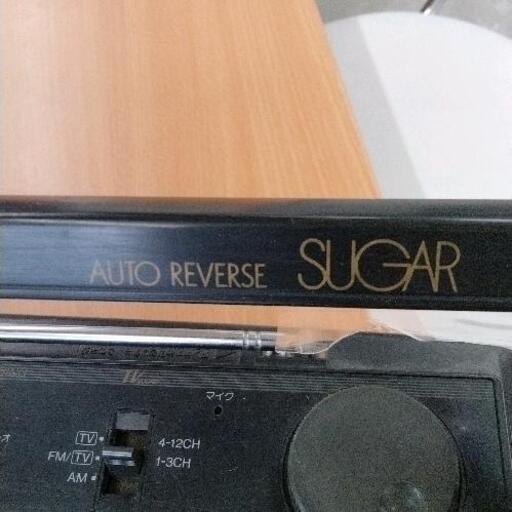 AUTO REVERSE SUGAR
マイク
TV 4-12CH
FM/TV 1-3CH
AM